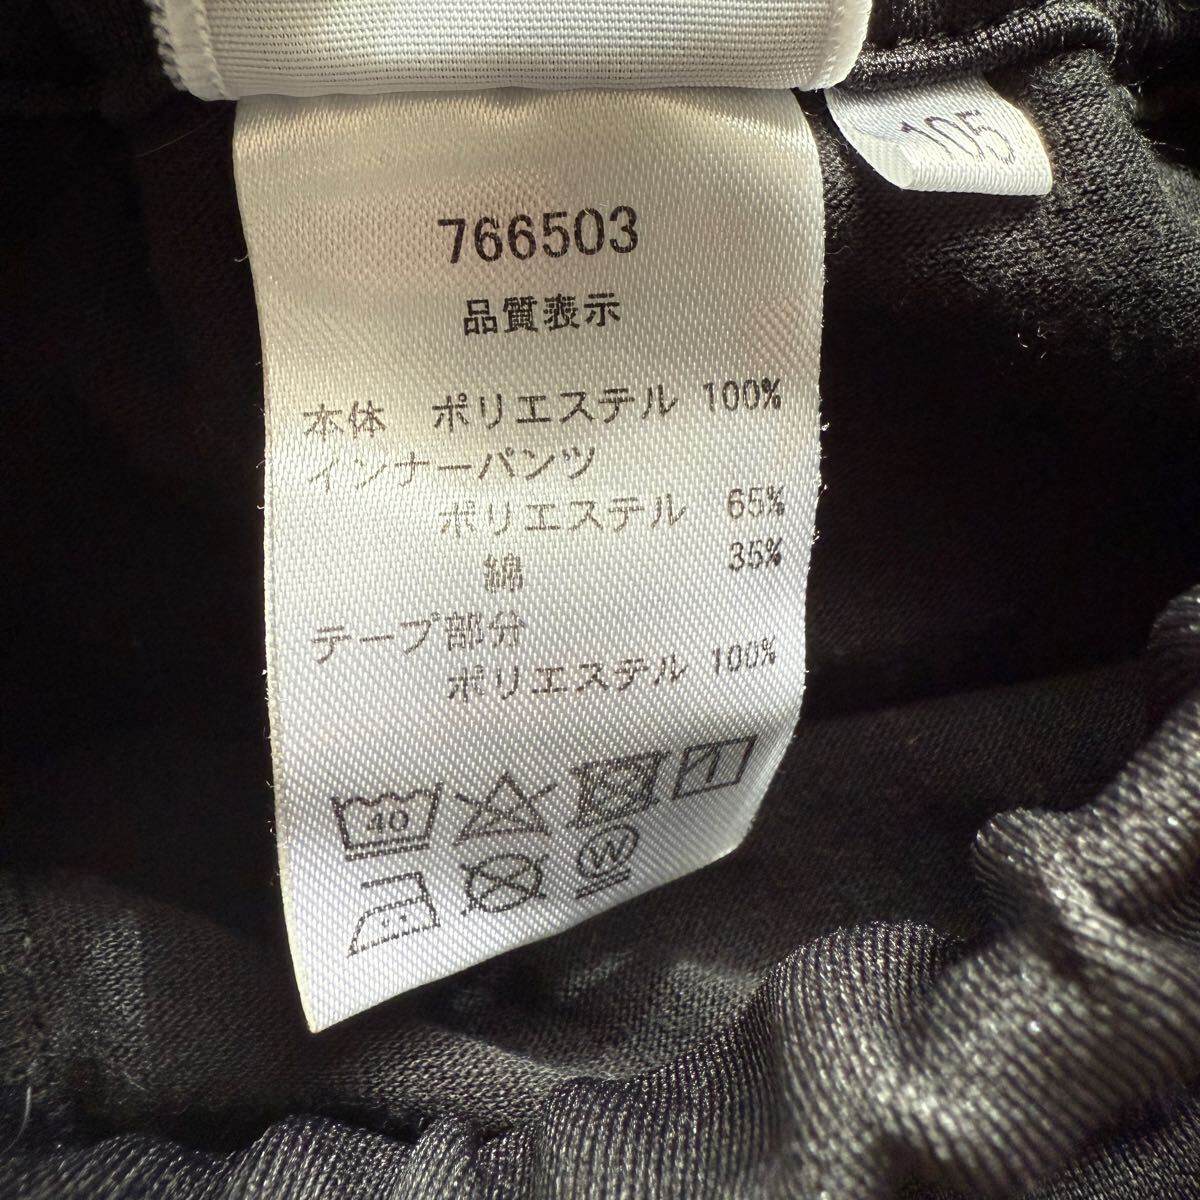 105
766503
品質表示
本体 ポリエステル 100%
インナーパンツ
ポリエステル 65%
綿 35%
テープ部分
ポリエステル 100%
40
W